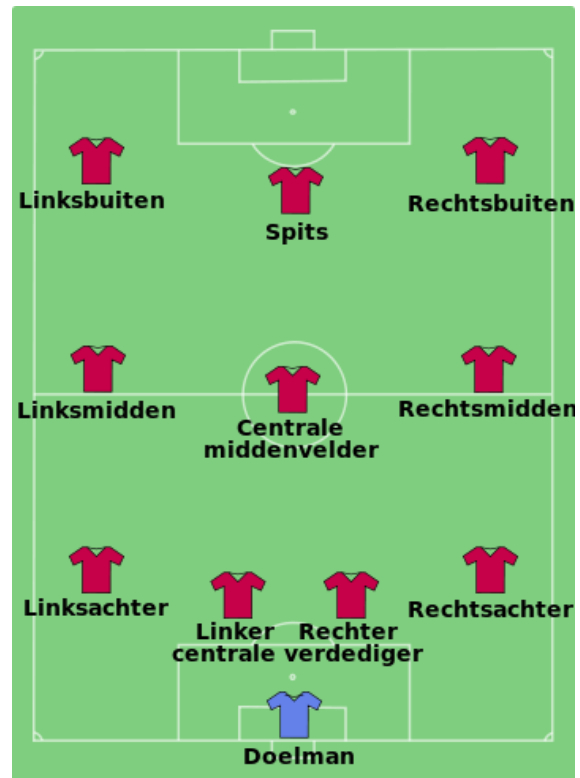 Linksbuiten
Spits
Rechtsbuiten
Linksmidden
Centrale
middenvelder
Rechtsmidden
Linksachter
Linker Rechter
centrale verdediger
Rechtsachter
Doelman